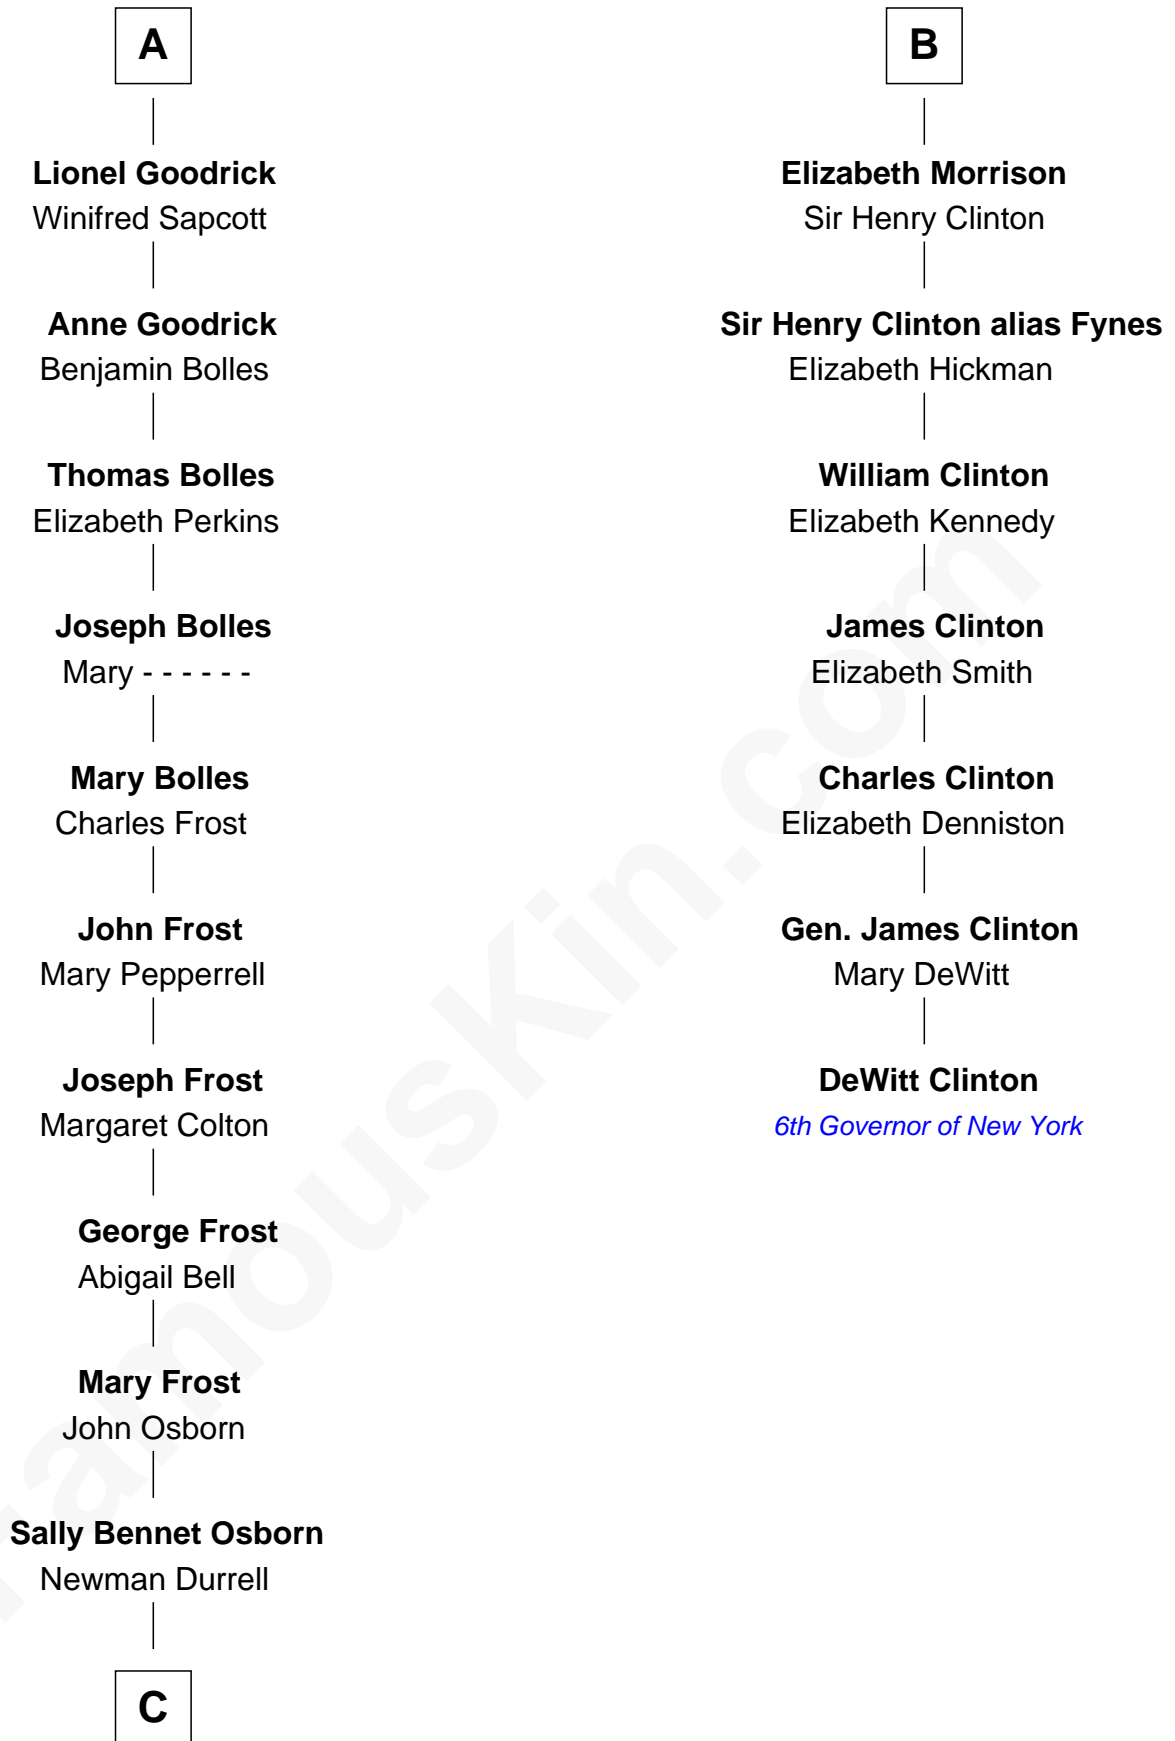 A
Lionel Goodrick
Winifred Sapcott
Anne Goodrick
Benjamin Bolles
Thomas Bolles
Elizabeth Perkins
Joseph Bolles
Mary - - - - - -
Mary Bolles
Charles Frost
John Frost
Mary Pepperrell
Joseph Frost
Margaret Colton
George Frost
Abigail Bell
Mary Frost
John Osborn
Sally Bennet Osborn
Newman Durrell
C
B
Elizabeth Morrison
Sir Henry Clinton
Sir Henry Clinton alias Fynes
Elizabeth Hickman
William Clinton
Elizabeth Kennedy
James Clinton
Elizabeth Smith
Charles Clinton
Elizabeth Denniston
Gen. James Clinton
Mary DeWitt
DeWitt Clinton
6th Governor of New York
FamousKin.com